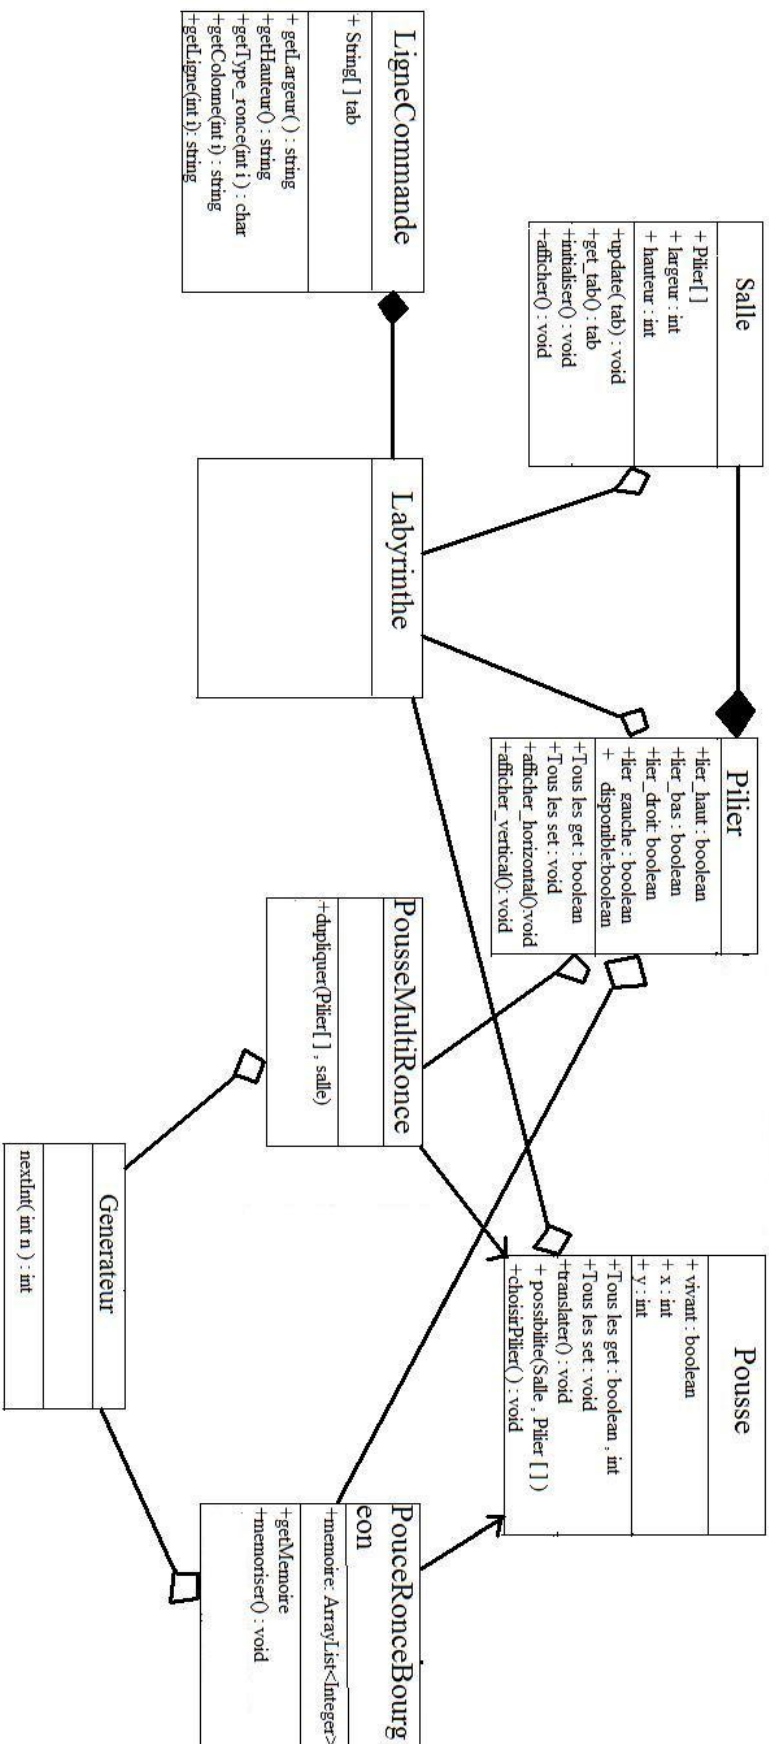 Salle
+ Pilier[ ]
+ largeur : int
+ hauteur : int
+update( tab) : void
+get_tab() : tab
+initialiser() : void
+afficher() : void
Pilier
+lier_haut : boolean
+lier_bas : boolean
+lier_droit: boolean
+lier_gauche : boolean
+ disponible:boolean
+Tous les get : boolean
+Tous les set : void
+afficher_horizontal():void
+afficher_vertical(): void
Pousse
+ vivant : boolean
+ x : int
+ y : int
+Tous les get : boolean , int
+Tous les set : void
+translater() : void
+ possibilite(Salle , Pilier [ ] )
+choisirPilier( ) : void
LigneCommande
+ String[ ] tab
+ getLargeur( ) : string
+getHauteur() : string
+getType_ronce(int i ) : char
+getColonne(int i) : string
+getLigne(int i): string
Labyrinthe
PousseMultiRonce
+dupliquer(Pilier[ ] , salle)
PouceRonceBourg
eon
+memoire: ArrayList<Integer>
+getMemoire
+memoriser() : void
Generateur
nextInt( int n ) : int